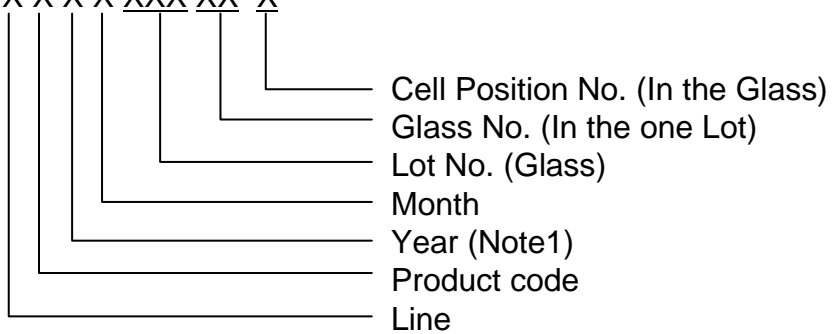 X X X X XXX XX X
Cell Position No. (In the Glass)
Glass No. (In the one Lot)
Lot No. (Glass)
Month
Year (Note1)
Product code
Line